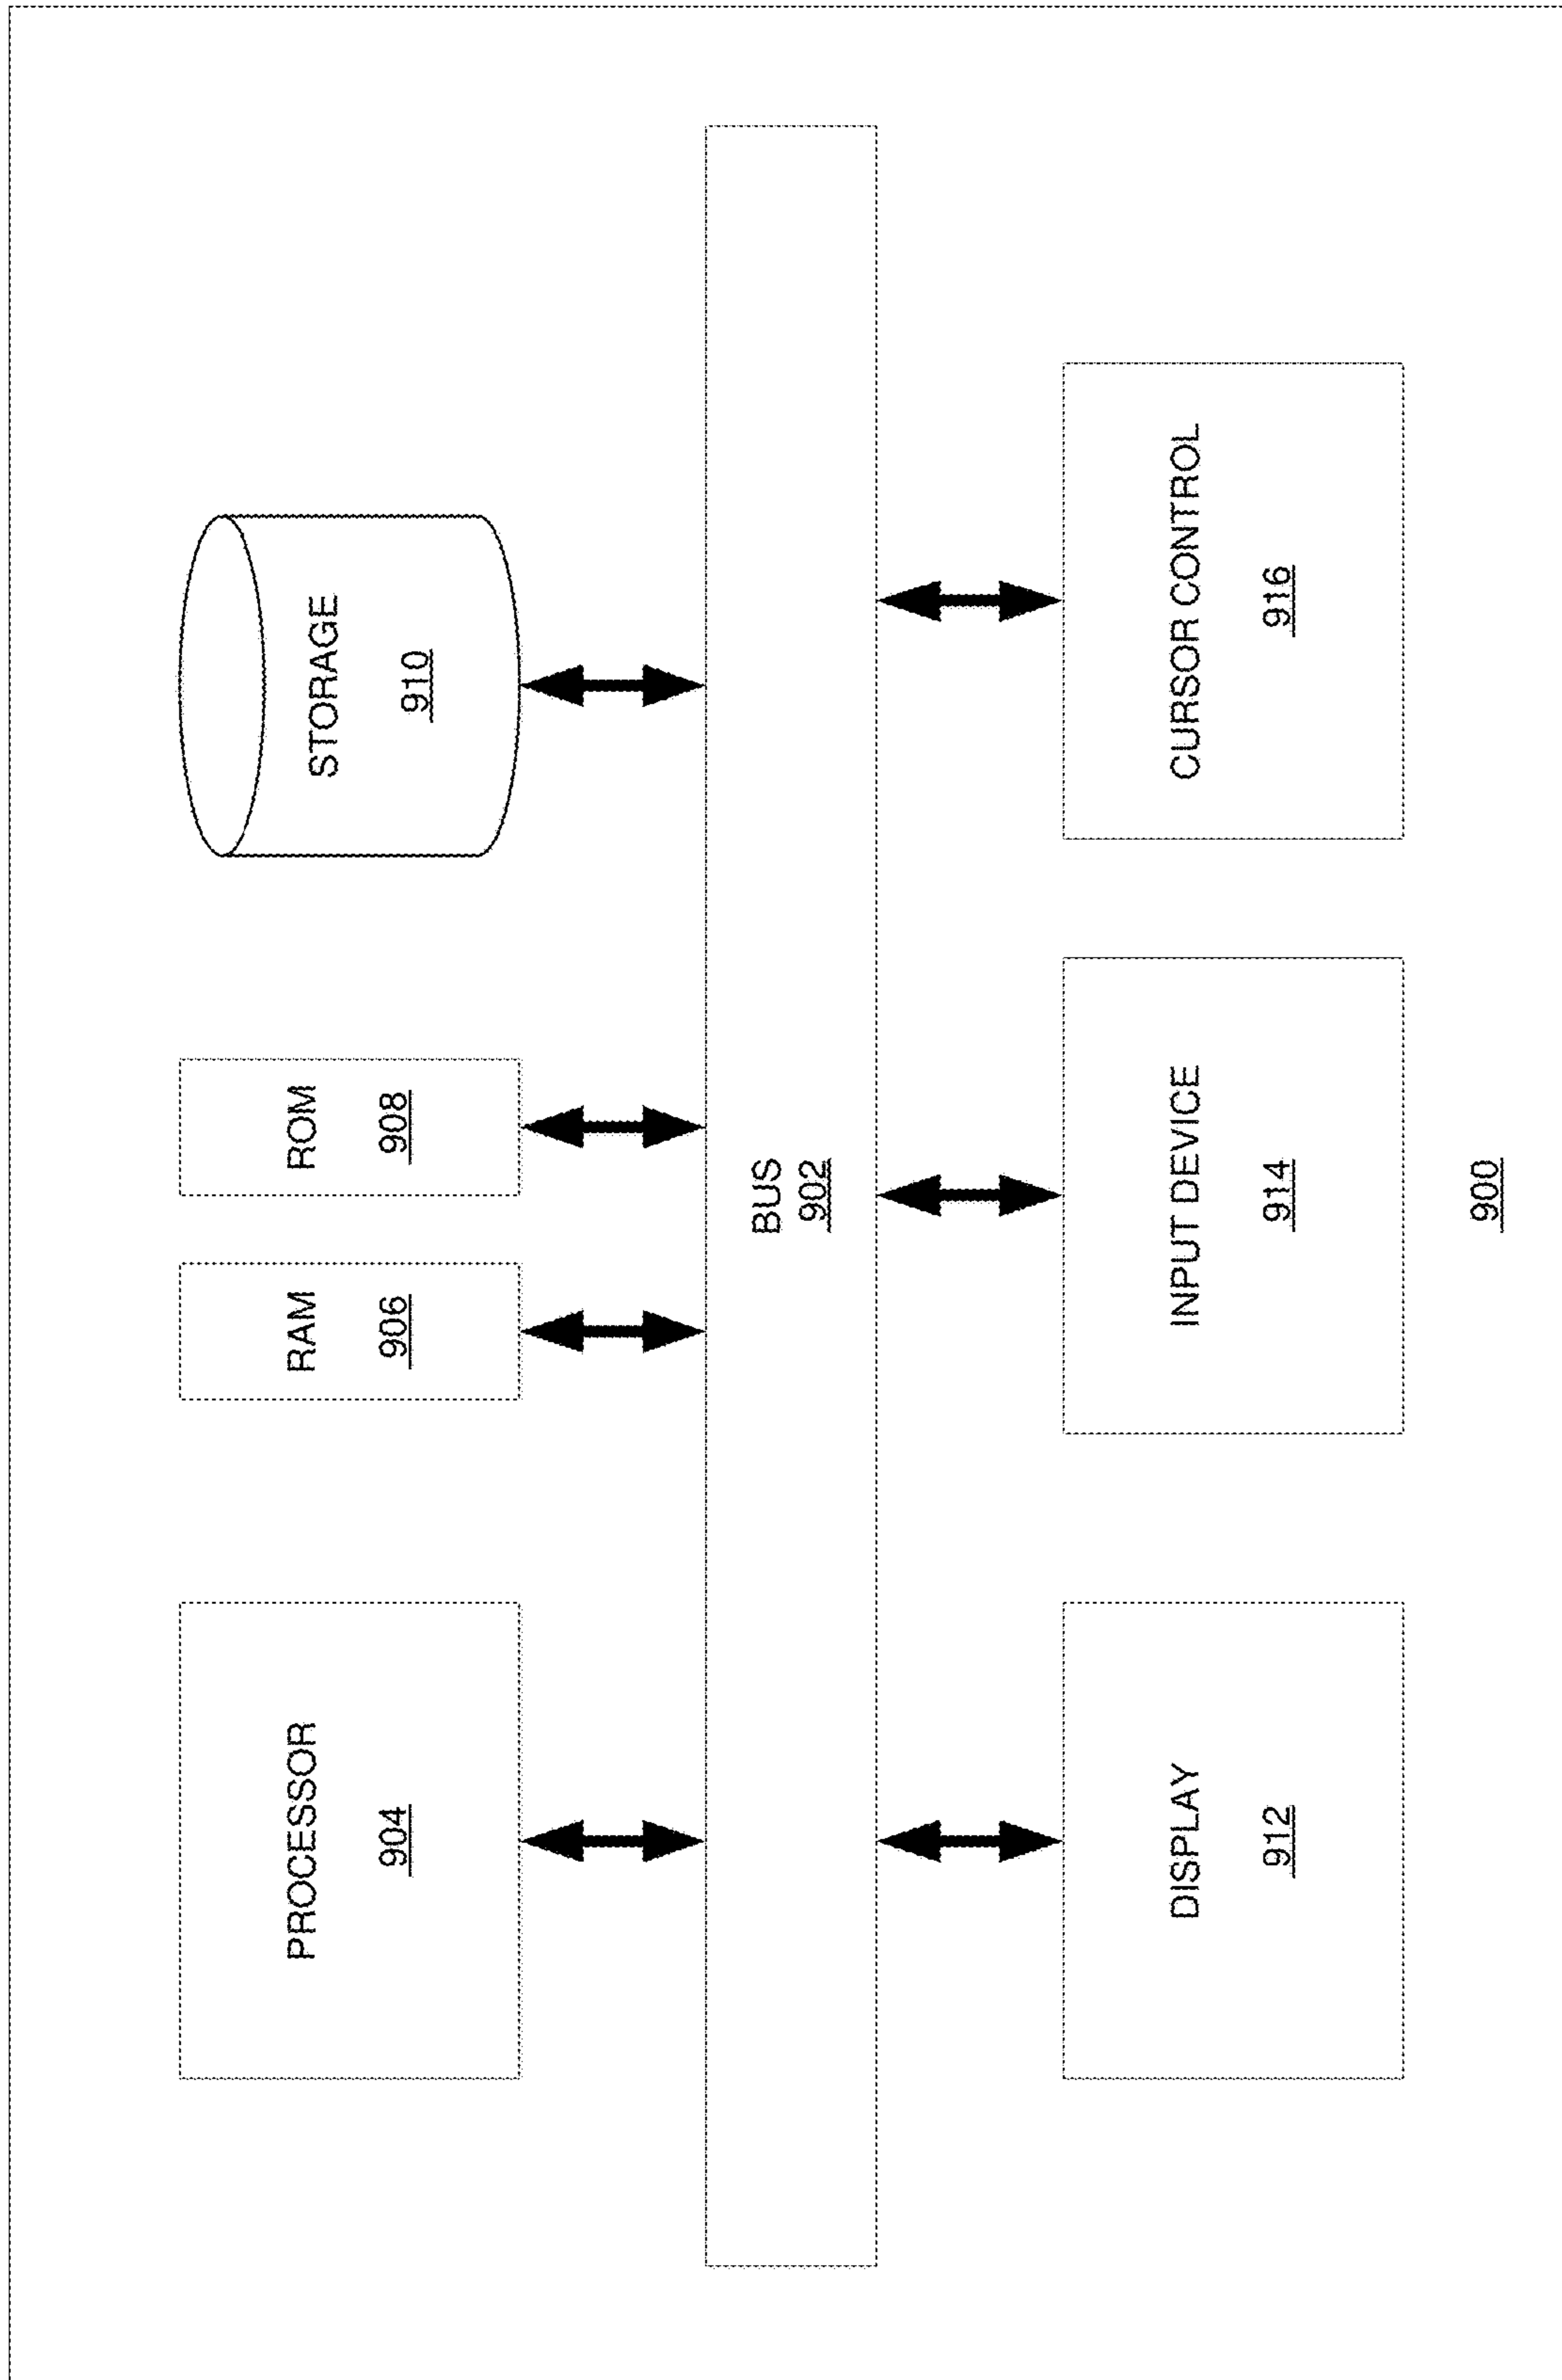 PROCESSOR
904
RAM
906
ROM
908
STORAGE
910
BUS
902
DISPLAY
912
INPUT DEVICE
914
CURSOR CONTROL
916
900